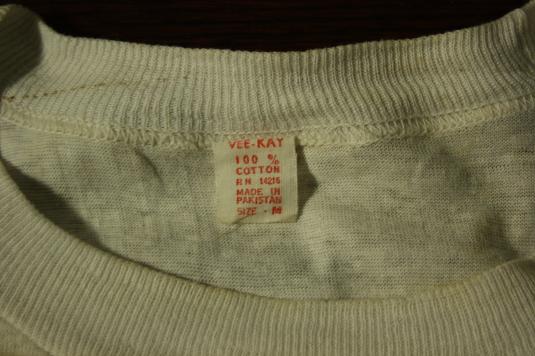 VEE-KAY
100 %
COTTON
RN 14216
MADE IN
PAKISTAN
SIZE - M